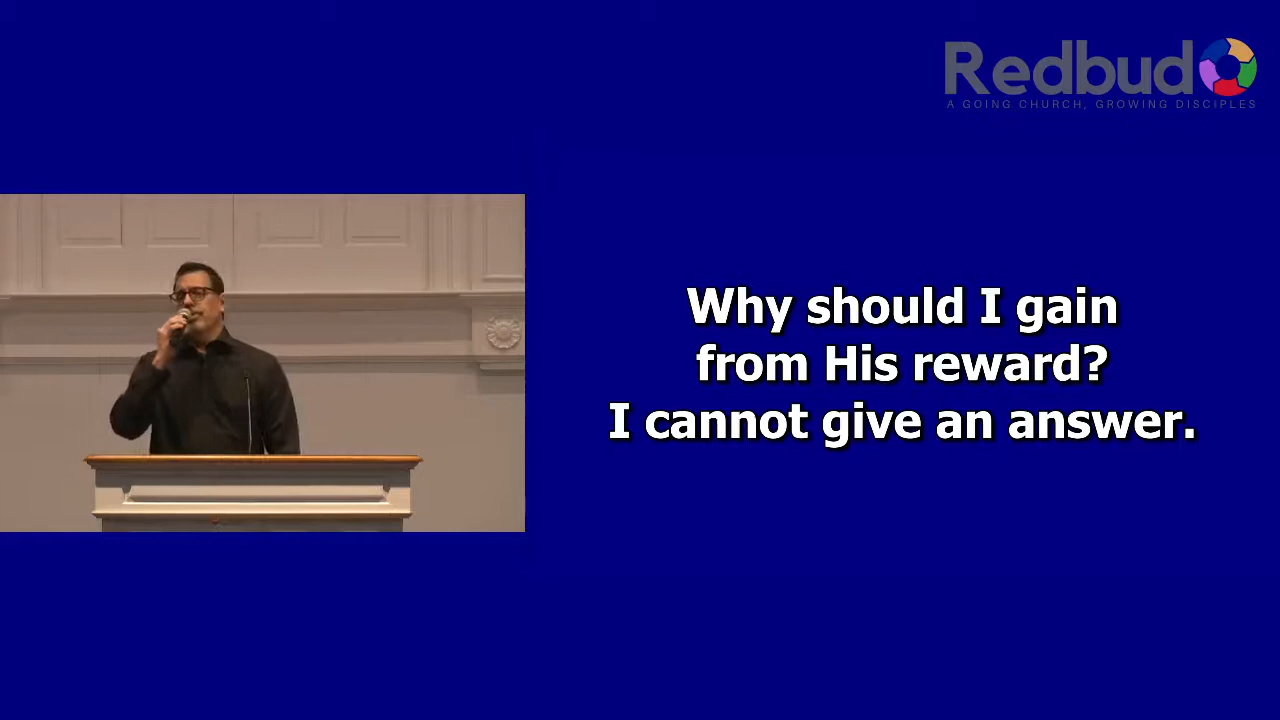 Redbud
A GOING CHURCH, GROWING DISCIPLES
Why should I gain
from His reward?
I cannot give an answer.